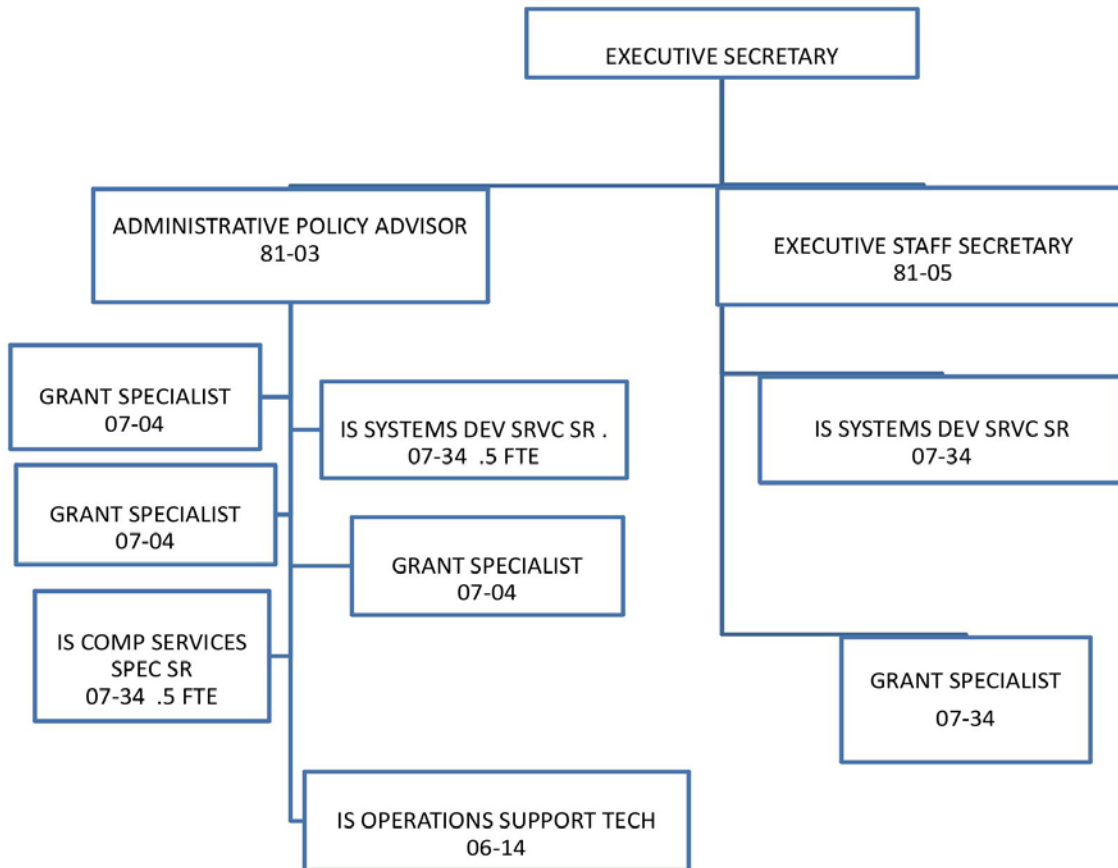 EXECUTIVE SECRETARY
ADMINISTRATIVE POLICY ADVISOR
81-03
EXECUTIVE STAFF SECRETARY
81-05
GRANT SPECIALIST
07-04
IS SYSTEMS DEV SRVC SR .
07-34 .5 FTE
IS SYSTEMS DEV SRVC SR
07-34
GRANT SPECIALIST
07-04
GRANT SPECIALIST
07-04
IS COMP SERVICES
SPEC SR
07-34 .5 FTE
GRANT SPECIALIST
07-34
IS OPERATIONS SUPPORT TECH
06-14